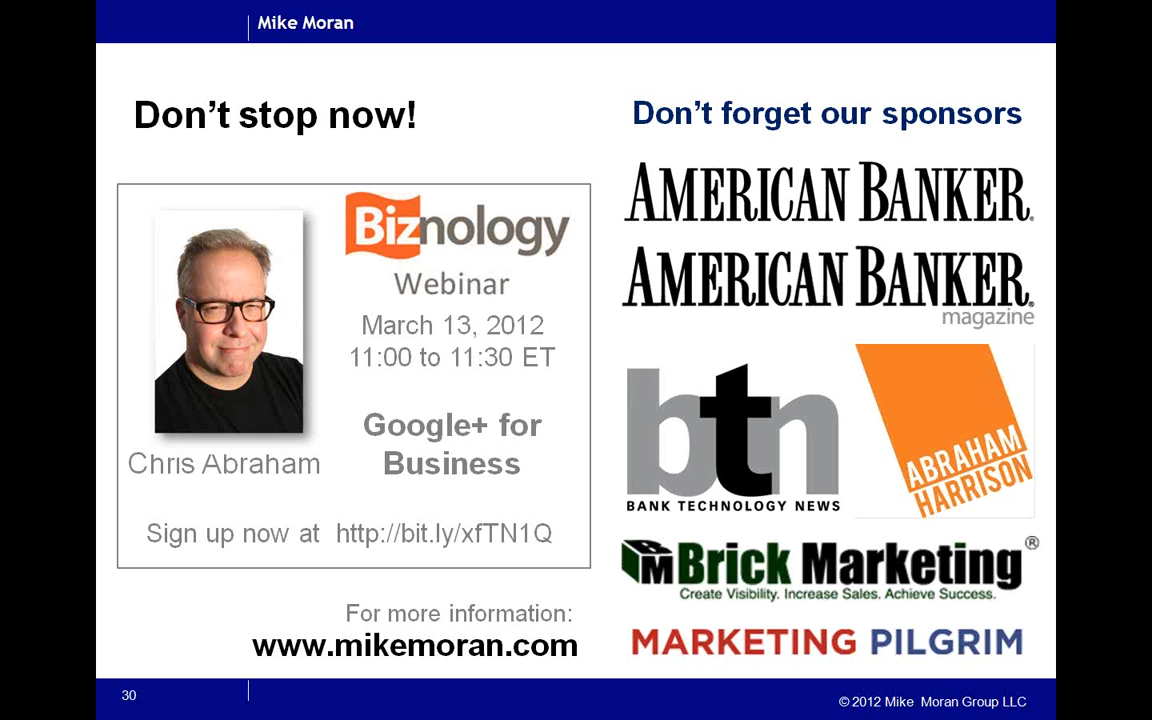 Mike Moran
Don't stop now!
Biznology
Webinar
March 13, 2012
11:00 to 11:30 ET
Google+ for
Business
Chris Abraham
Sign up now at http://bit.ly/xfTN1Q
For more information:
www.mikemoran.com
Don't forget our sponsors
AMERICAN BANKER®
AMERICAN BANKER®
magazine
btn
BANK TECHNOLOGY NEWS
ABRAHAM
HARRISON
M Brick Marketing®
Create Visibility. Increase Sales. Achieve Success.
MARKETING PILGRIM
30
© 2012 Mike Moran Group LLC